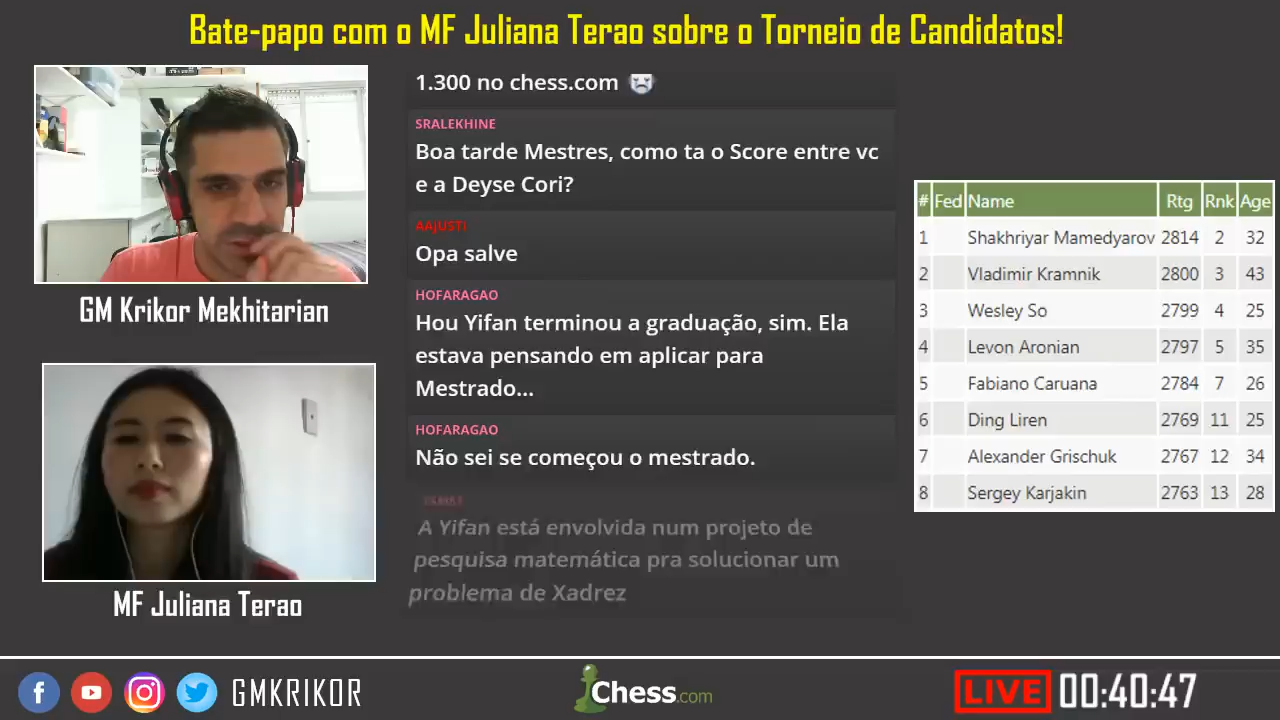 Bate-papo com o MF Juliana Terao sobre o Torneio de Candidatos!
GM Krikor Mekhitarian
MF Juliana Terao
1.300 no chess.com
SRALEKHINE
Boa tarde Mestres, como ta o Score entre vc
e a Deyse Cori?
AAJUSTI
Opa salve
HOFARAGAO
Hou Yifan terminou a graduação, sim. Ela
estava pensando em aplicar para
Mestrado...
HOFARAGAO
Não sei se começou o mestrado.
A Yifan está envolvida num projeto de
pesquisa matemática pra solucionar um
problema de Xadrez
# Fed Name Rtg Rnk Age
1 Shakhriyar Mamedyarov 2814 2 32
2 Vladimir Kramnik 2800 3 43
3 Wesley So 2799 4 25
4 Levon Aronian 2797 5 35
5 Fabiano Caruana 2784 7 26
6 Ding Liren 2769 11 25
7 Alexander Grischuk 2767 12 34
8 Sergey Karjakin 2763 13 28
f GMKRIKOR
Chess.com
LIVE 00:40:47